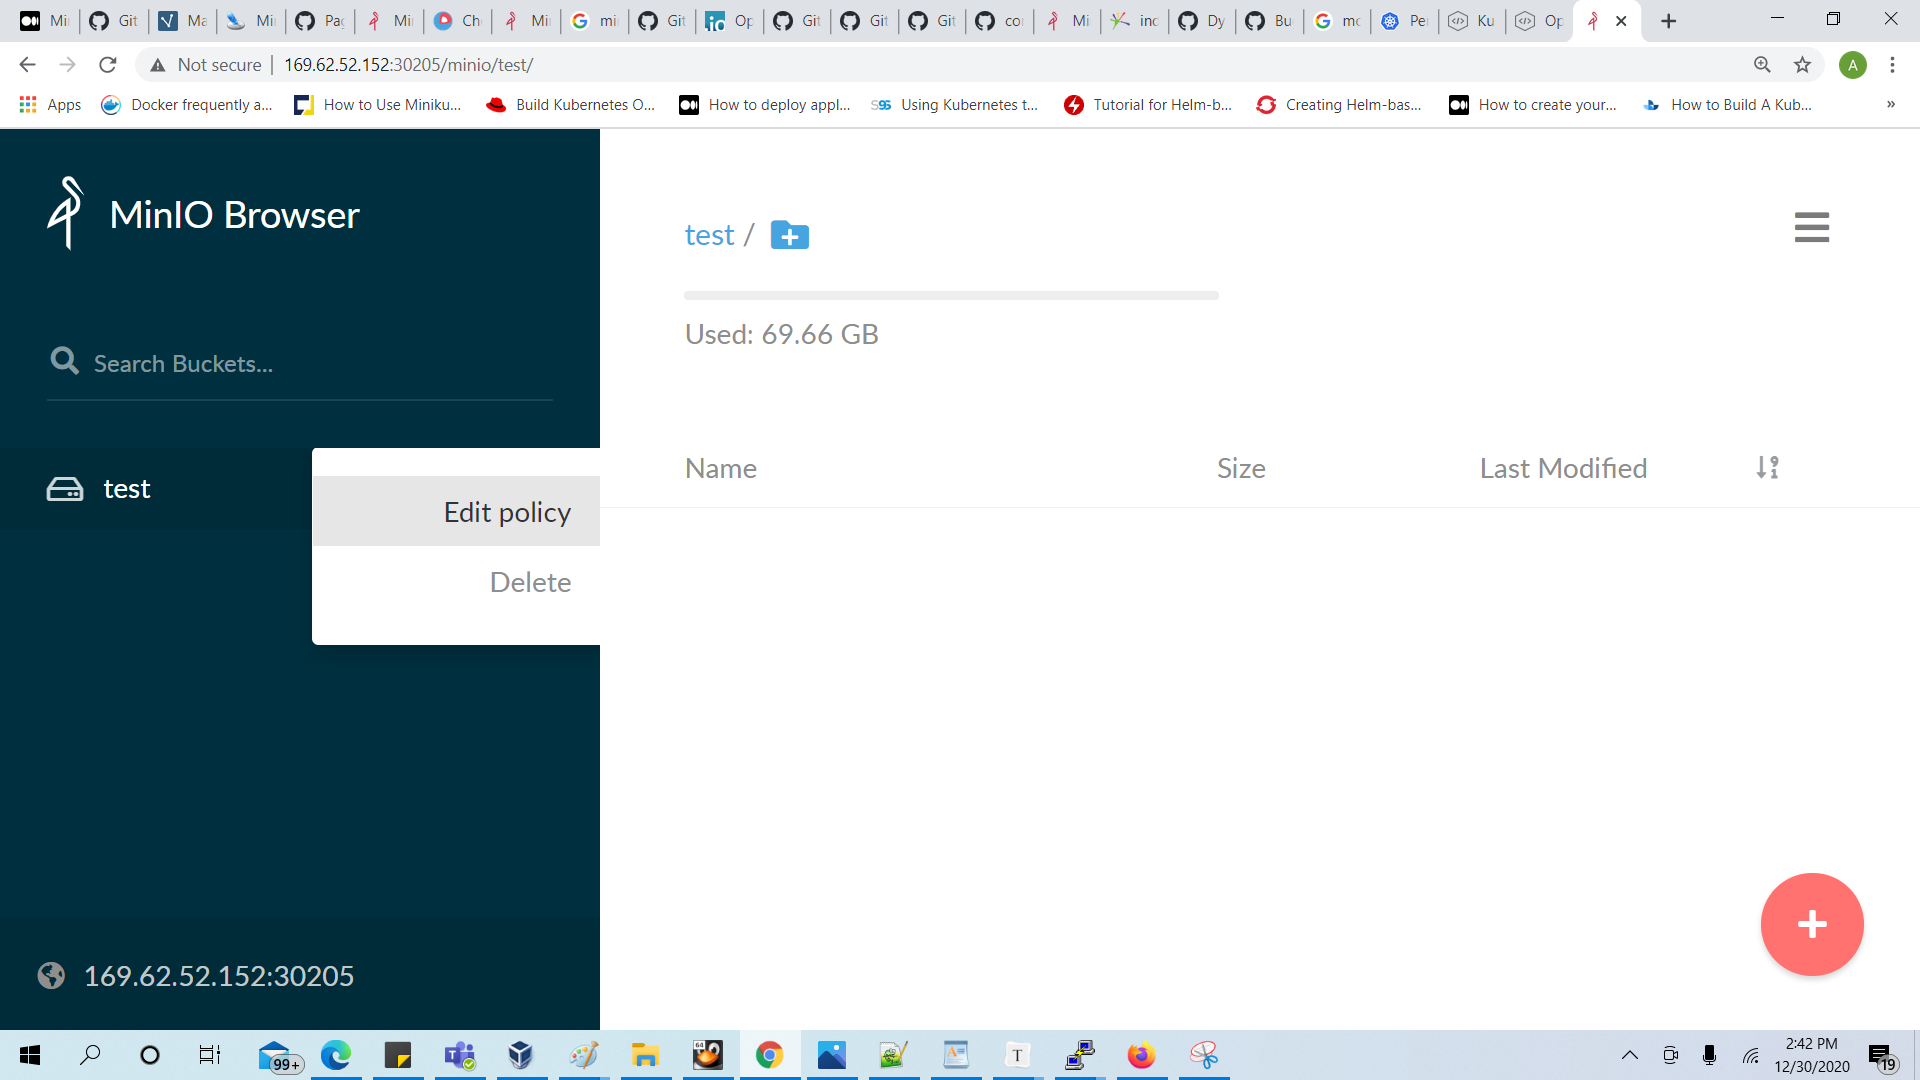 Mi Git Ma Mi Pag Mi Ch Mi mi Git Op Git Git Git co Mi inc Dy Bu mo Pe Ku Op
Not secure 169.62.52.152:30205/minio/test/ A
Apps Docker frequently a... How to Use Miniku... Build Kubernetes O... How to deploy appl... Using Kubernetes t... Tutorial for Helm-b... Creating Helm-bas... How to create your... How to Build A Kub... »
MinIO Browser
Search Buckets...
test
Edit policy
Delete
169.62.52.152:30205
test /
Used: 69.66 GB
Name Size Last Modified
99+
2:42 PM
12/30/2020
19